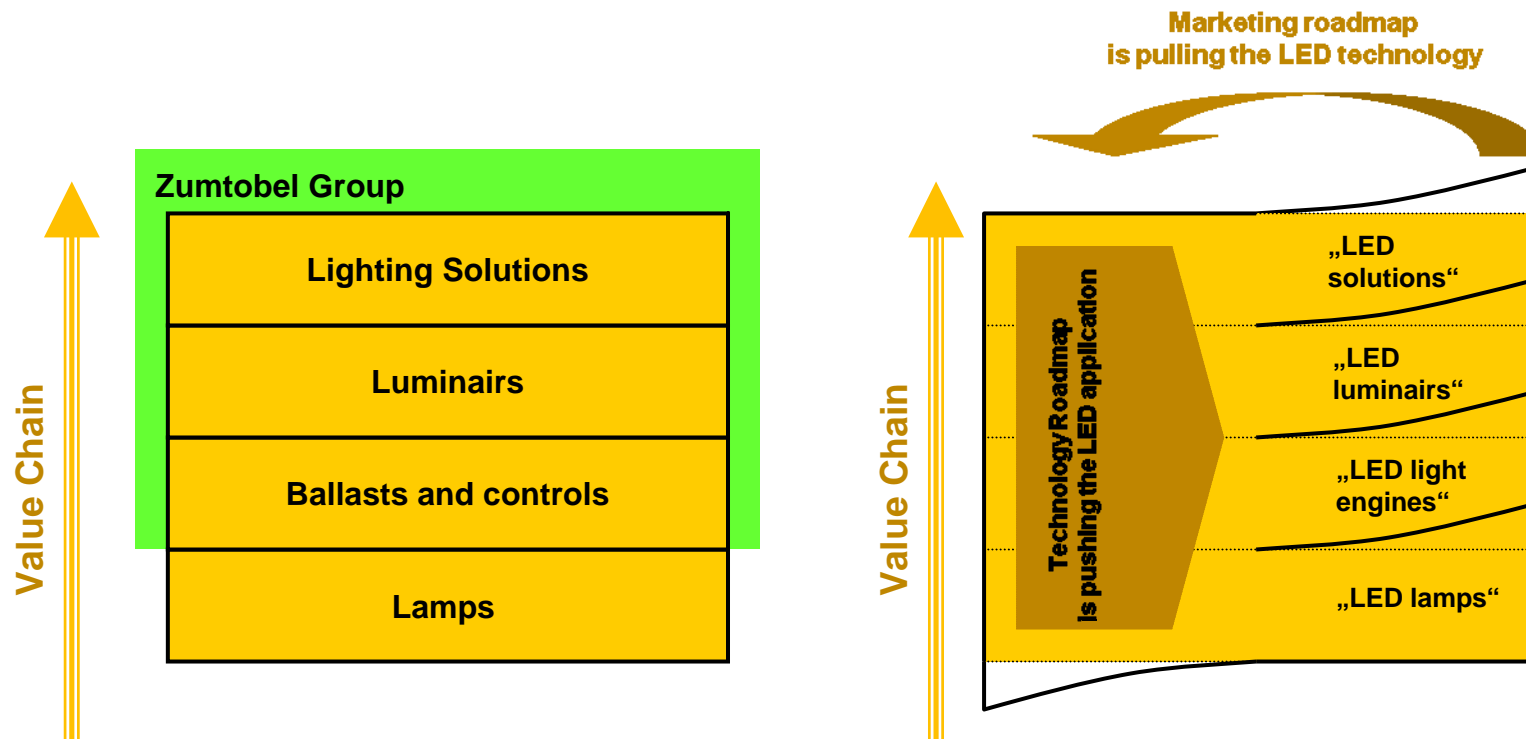 Marketing roadmap
is pulling the LED technology
Zumtobel Group
Lighting Solutions
Luminairs
Ballasts and controls
Lamps
Value Chain
Value Chain
Technology Roadmap
is pushing the LED application
„LED
solutions“
„LED
luminairs“
„LED light
engines“
„LED lamps“